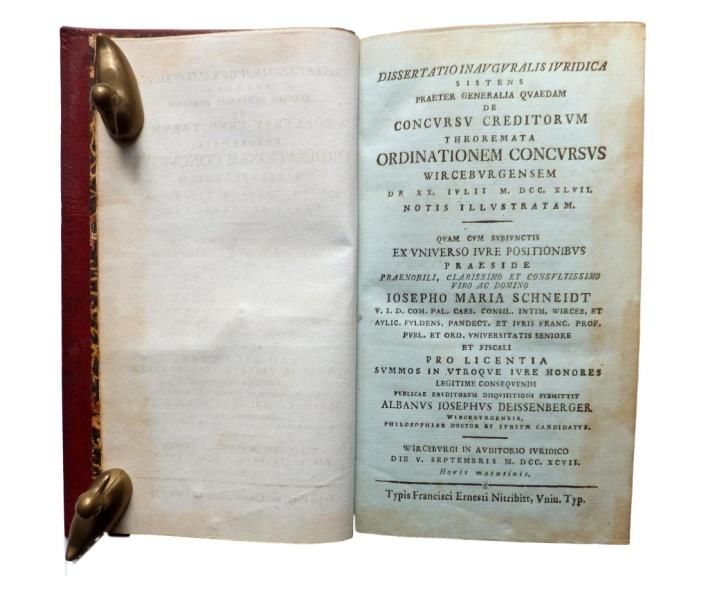 DISSERTATIO INAVGVRALIS IVRIDICA
SISTENS
PRAETER GENERALIA QVAEDAM
DE
CONCVRSV CREDITORVM
THEOREMATA
ORDINATIONEM CONCVRSVS
WIRCEBVRGENSEM
DE XX. IVLII M. DCC. XLVII.
NOTIS ILLVSTRATAM.
QVAM CVM SVBIVNCTIS
EX VNIVERSO IVRE POSITIONIBVS
PRAESIDE
PRAENOBILI, CLARISSIMO ET CONSVLTISSIMO
VIRO AC DOMINO
IOSEPHO MARIA SCHNEIDT
V. I. D. COM. PAL. CAES. CONSIL. INTIM. WIRCEB. ET
AVLIC. FVLDENS. PANDECT. ET IVRIS FRANC. PROF.
PVBL. ET ORD. VNIVERSITATIS SENIORE
ET FISCALI
PRO LICENTIA
SVMMOS IN VTROQVE IVRE HONORES
LEGITIME CONSEQVENDI
PVBLICAE ERVDITORVM DISQVISITIONI SVBMITTIT
ALBANVS IOSEPHVS DEISSENBERGER
WIRCEBVRGENSIS,
PHILOSOPHIAE DOCTOR ET IVRIVM CANDIDATVS.
WIRCEBVRGI IN AVDITORIO IVRIDICO
DIE V. SEPTEMBRIS M. DCC. XCVII.
Horis matutinis.
Typis Francisci Ernesti Nitribitt, Vniu. Typ.